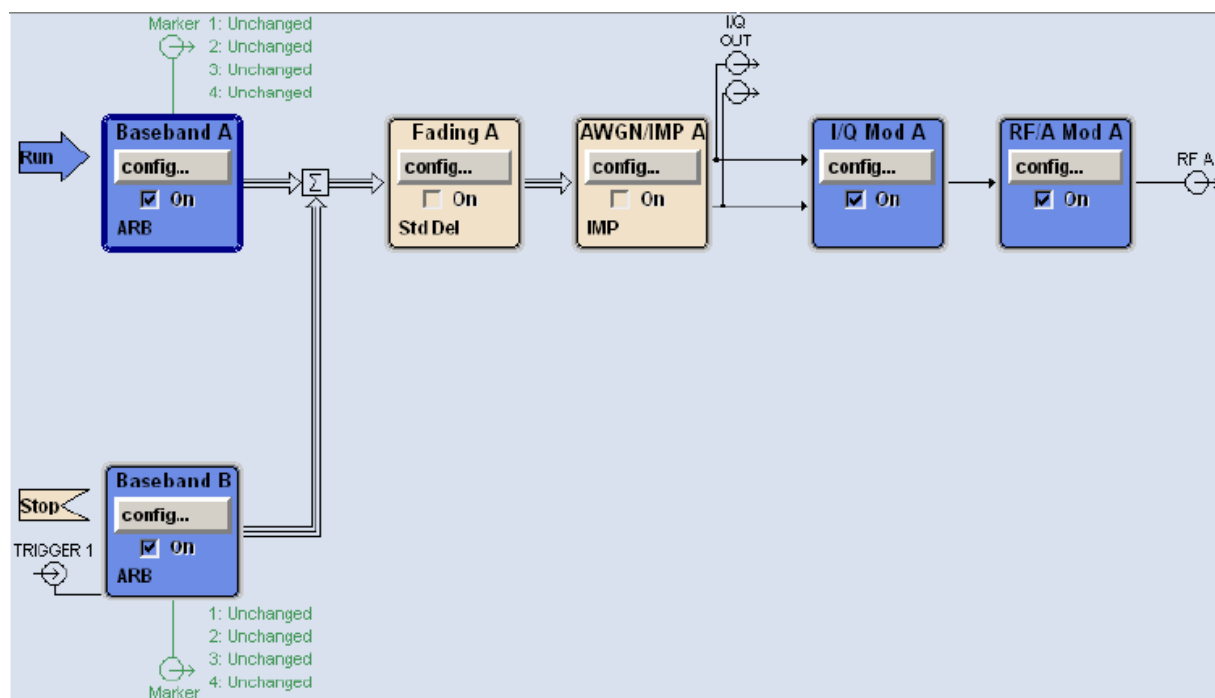 Marker 1: Unchanged
2: Unchanged
3: Unchanged
4: Unchanged
I/Q
OUT
Run
Baseband A
config...
On
ARB
Σ
Fading A
config...
On
Std Del
AWGN/IMP A
config...
On
IMP
I/Q Mod A
config...
On
RF/A Mod A
config...
On
RF A
Stop
TRIGGER 1
Baseband B
config...
On
ARB
1: Unchanged
2: Unchanged
3: Unchanged
Marker 4: Unchanged